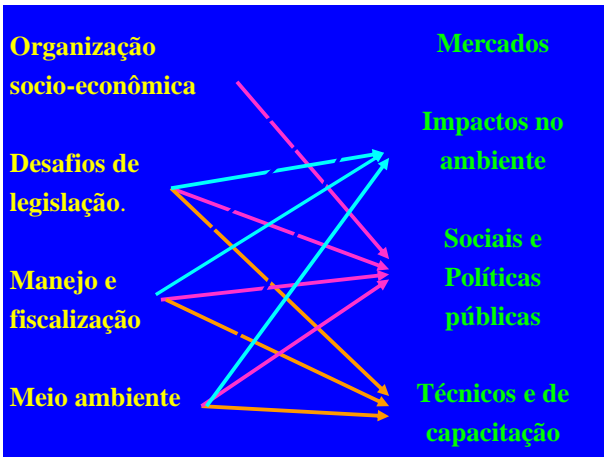 Organização
socio-econômica
Desafios de
legislação.
Manejo e
fiscalização
Meio ambiente
Mercados
Impactos no
ambiente
Sociais e
Políticas
públicas
Técnicos e de
capacitação